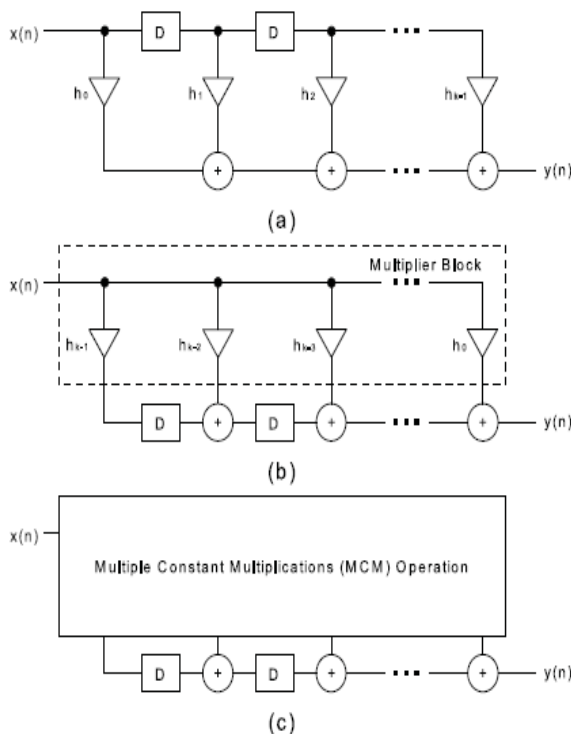 x(n) D D
h0 h1 h2 hk-1
+ + + y(n)
(a)
Multiplier Block
x(n)
hk-1 hk-2 hk-3 h0
D + D + + y(n)
(b)
x(n)
Multiple Constant Multiplications (MCM) Operation
D + D + + y(n)
(c)